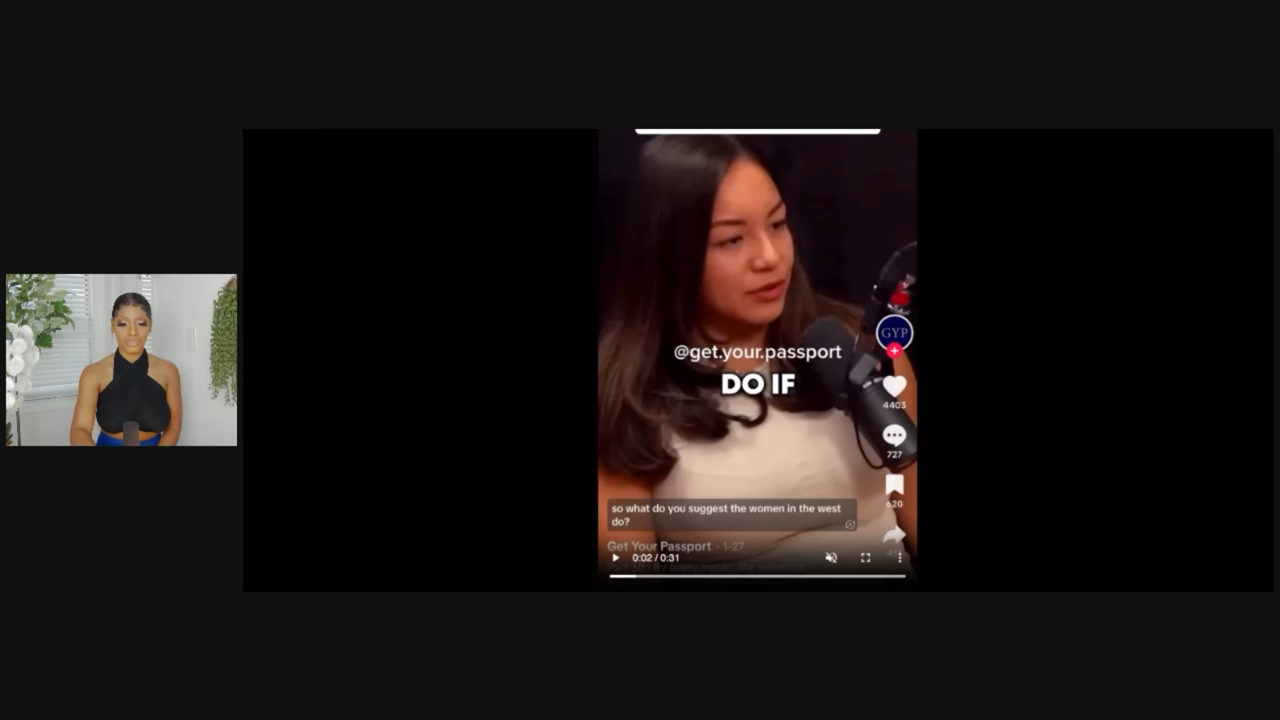 @get.your.passport
DO IF
GYP
4403
727
620
so what do you suggest the women in the west
do?
Get Your Passport · 1-27
0:02 / 0:31